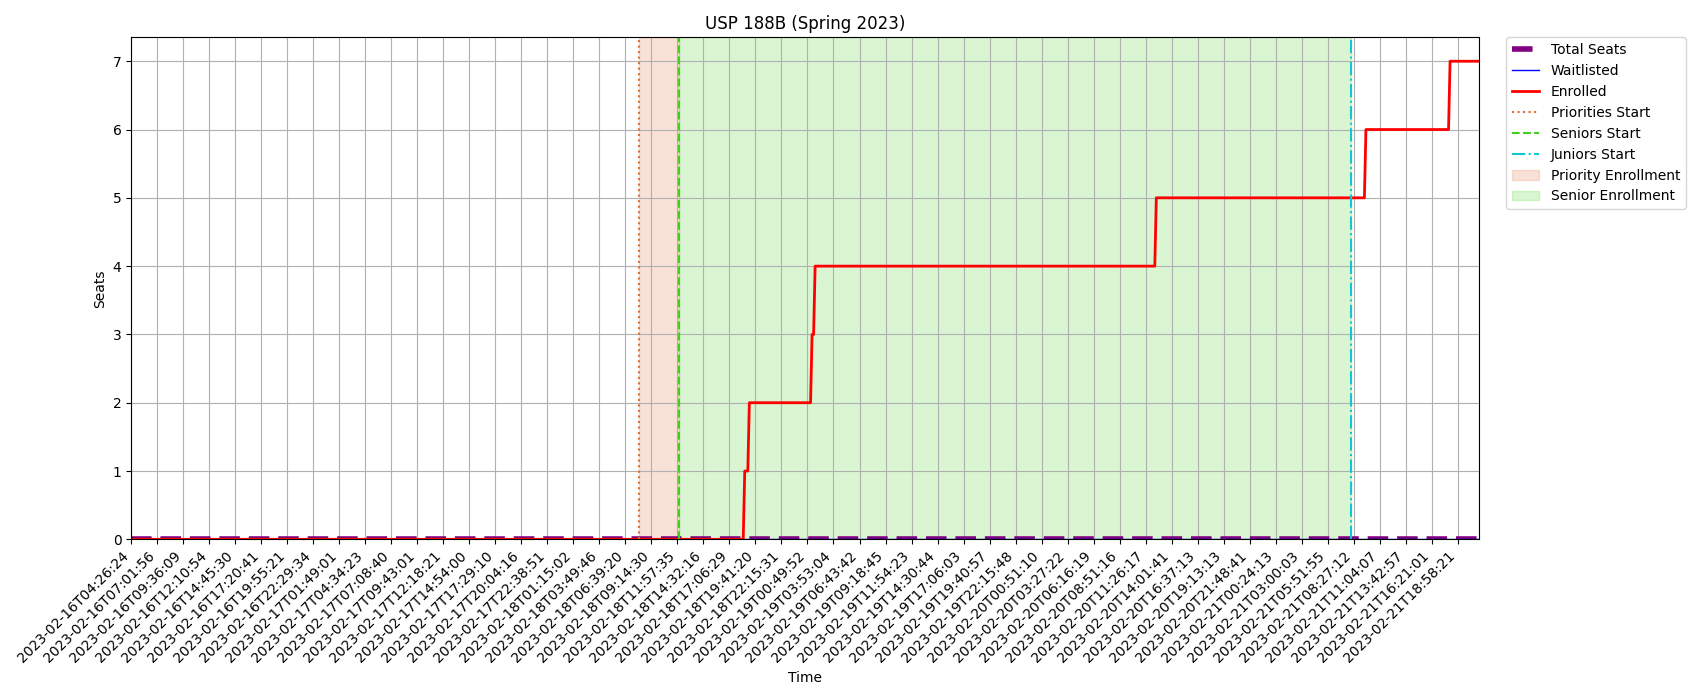 USP 188B (Spring 2023)
7
6
5
4
3
2
1
0
Seats
2023-02-16T04:26:24
2023-02-16T07:01:56
2023-02-16T09:36:09
2023-02-16T12:10:54
2023-02-16T14:45:30
2023-02-16T17:20:41
2023-02-16T19:55:21
2023-02-16T22:29:34
2023-02-17T01:49:01
2023-02-17T04:34:23
2023-02-17T07:08:40
2023-02-17T09:43:01
2023-02-17T12:18:21
2023-02-17T14:54:00
2023-02-17T17:29:10
2023-02-17T20:04:16
2023-02-17T22:38:51
2023-02-18T01:15:02
2023-02-18T03:49:46
2023-02-18T06:39:20
2023-02-18T09:14:30
2023-02-18T11:57:35
2023-02-18T14:32:16
2023-02-18T17:06:29
2023-02-18T19:41:20
2023-02-18T22:15:31
2023-02-19T00:49:52
2023-02-19T03:53:04
2023-02-19T06:43:42
2023-02-19T09:18:45
2023-02-19T11:54:23
2023-02-19T14:30:44
2023-02-19T17:06:03
2023-02-19T19:40:57
2023-02-19T22:15:48
2023-02-20T00:51:10
2023-02-20T03:27:22
2023-02-20T06:16:19
2023-02-20T08:51:16
2023-02-20T11:26:17
2023-02-20T14:01:41
2023-02-20T16:37:13
2023-02-20T19:13:13
2023-02-20T21:48:41
2023-02-21T00:24:13
2023-02-21T03:00:03
2023-02-21T05:51:55
2023-02-21T08:27:12
2023-02-21T11:04:07
2023-02-21T13:42:57
2023-02-21T16:21:01
2023-02-21T18:58:21
Time
Total Seats
Waitlisted
Enrolled
Priorities Start
Seniors Start
Juniors Start
Priority Enrollment
Senior Enrollment